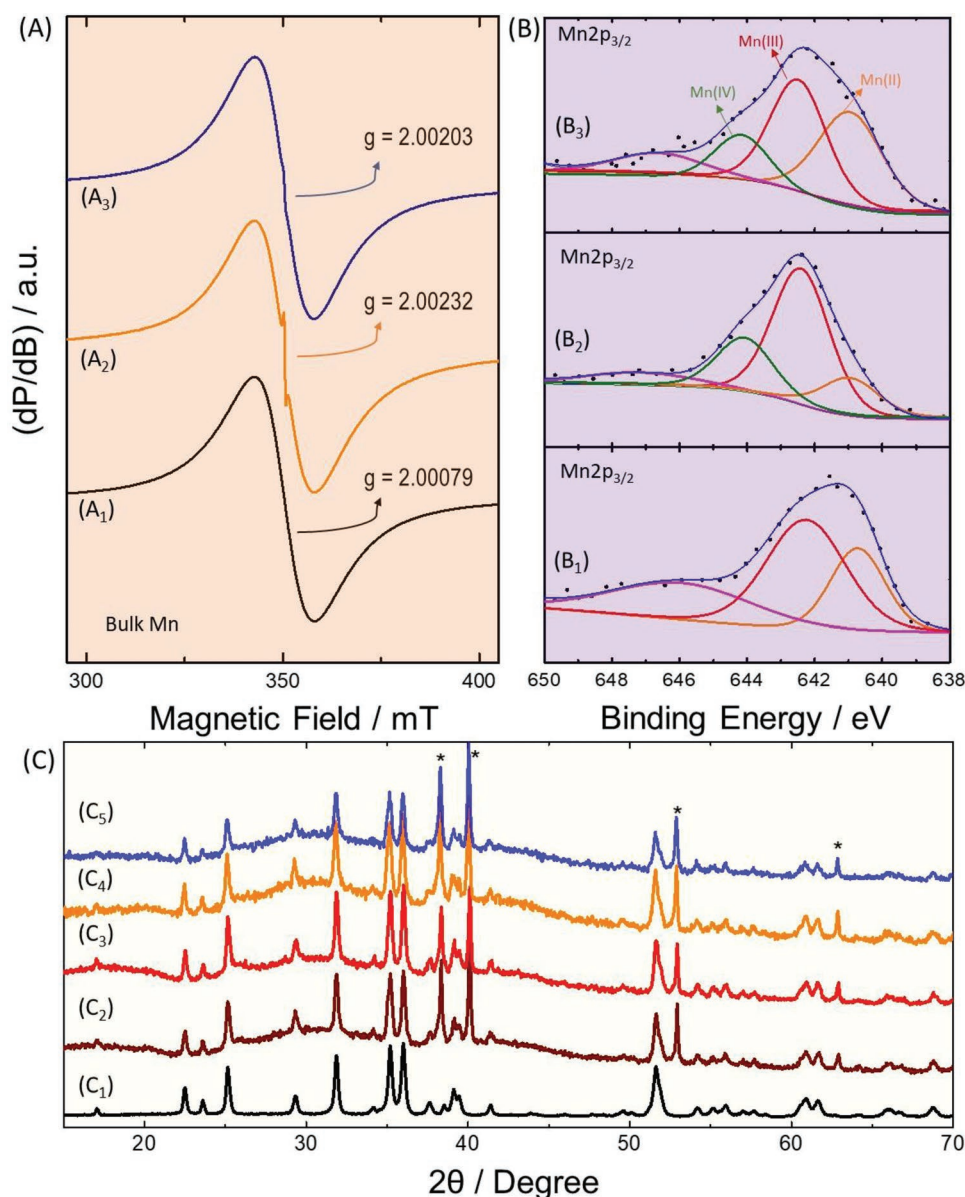 (A)
g = 2.00203
(A₃)
g = 2.00232
(A₂)
g = 2.00079
(A₁)
Bulk Mn
(dP/dB) / a.u.
300 350 400
Magnetic Field / mT
(B)
Mn2p₃/₂
Mn(III)
Mn(IV)
Mn(II)
(B₃)
Mn2p₃/₂
(B₂)
Mn2p₃/₂
(B₁)
650 648 646 644 642 640 638
Binding Energy / eV
(C)
* *
* *
(C₅)
(C₄)
(C₃)
(C₂)
(C₁)
20 30 40 50 60 70
2θ / Degree